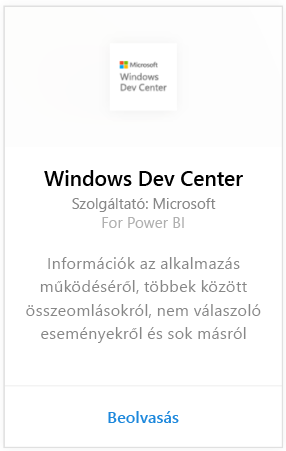 Microsoft
Windows
Dev Center
Windows Dev Center
Szolgáltató: Microsoft
For Power BI
Információk az alkalmazás
működéséről, többek között
összeomlásokról, nem válaszoló
eseményekről és sok másról
Beolvasás